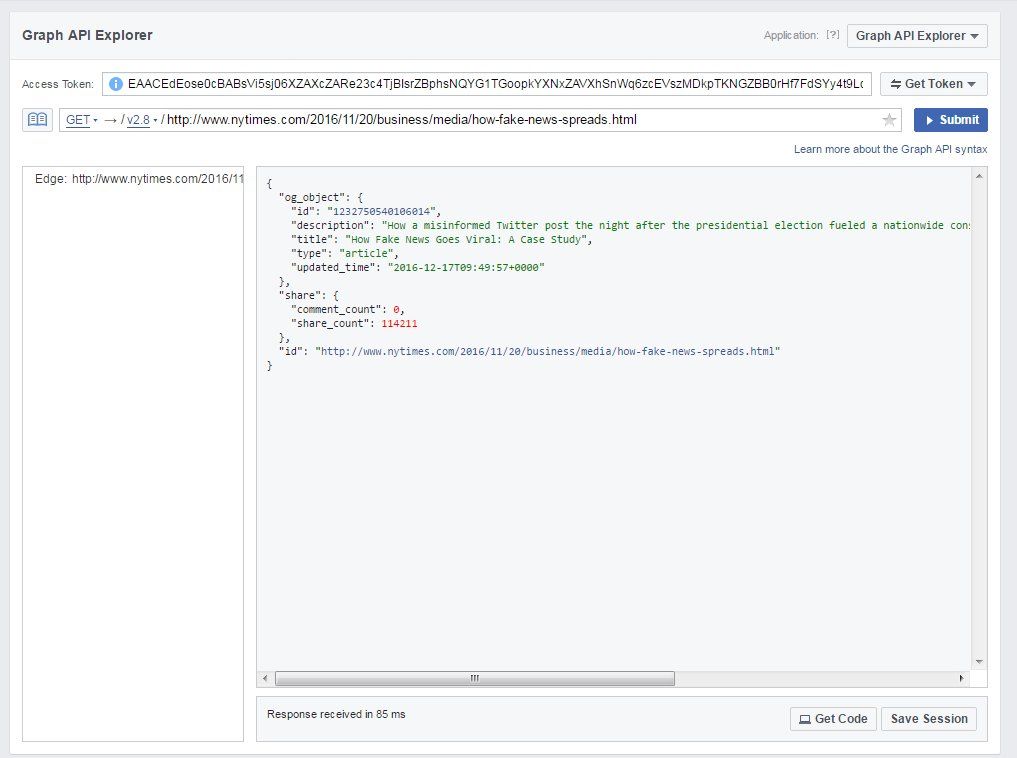 Graph API Explorer
Application: [?] Graph API Explorer
Access Token: EAACEdEose0cBABsVi5sj06XZAXcZARe23c4TjBIsrZBphsNQYG1TGoopkYXNxZAVXhSnWq6zcEVszMDkpTKNGZBB0rHf7FdSYy4t9Lc Get Token
GET → / v2.8 / http://www.nytimes.com/2016/11/20/business/media/how-fake-news-spreads.html Submit
Learn more about the Graph API syntax
Edge: http://www.nytimes.com/2016/11
{
"og_object": {
"id": "1232750540106014",
"description": "How a misinformed Twitter post the night after the presidential election fueled a nationwide con
"title": "How Fake News Goes Viral: A Case Study",
"type": "article",
"updated_time": "2016-12-17T09:49:57+0000"
},
"share": {
"comment_count": 0,
"share_count": 114211
},
"id": "http://www.nytimes.com/2016/11/20/business/media/how-fake-news-spreads.html"
}
Response received in 85 ms
Get Code Save Session